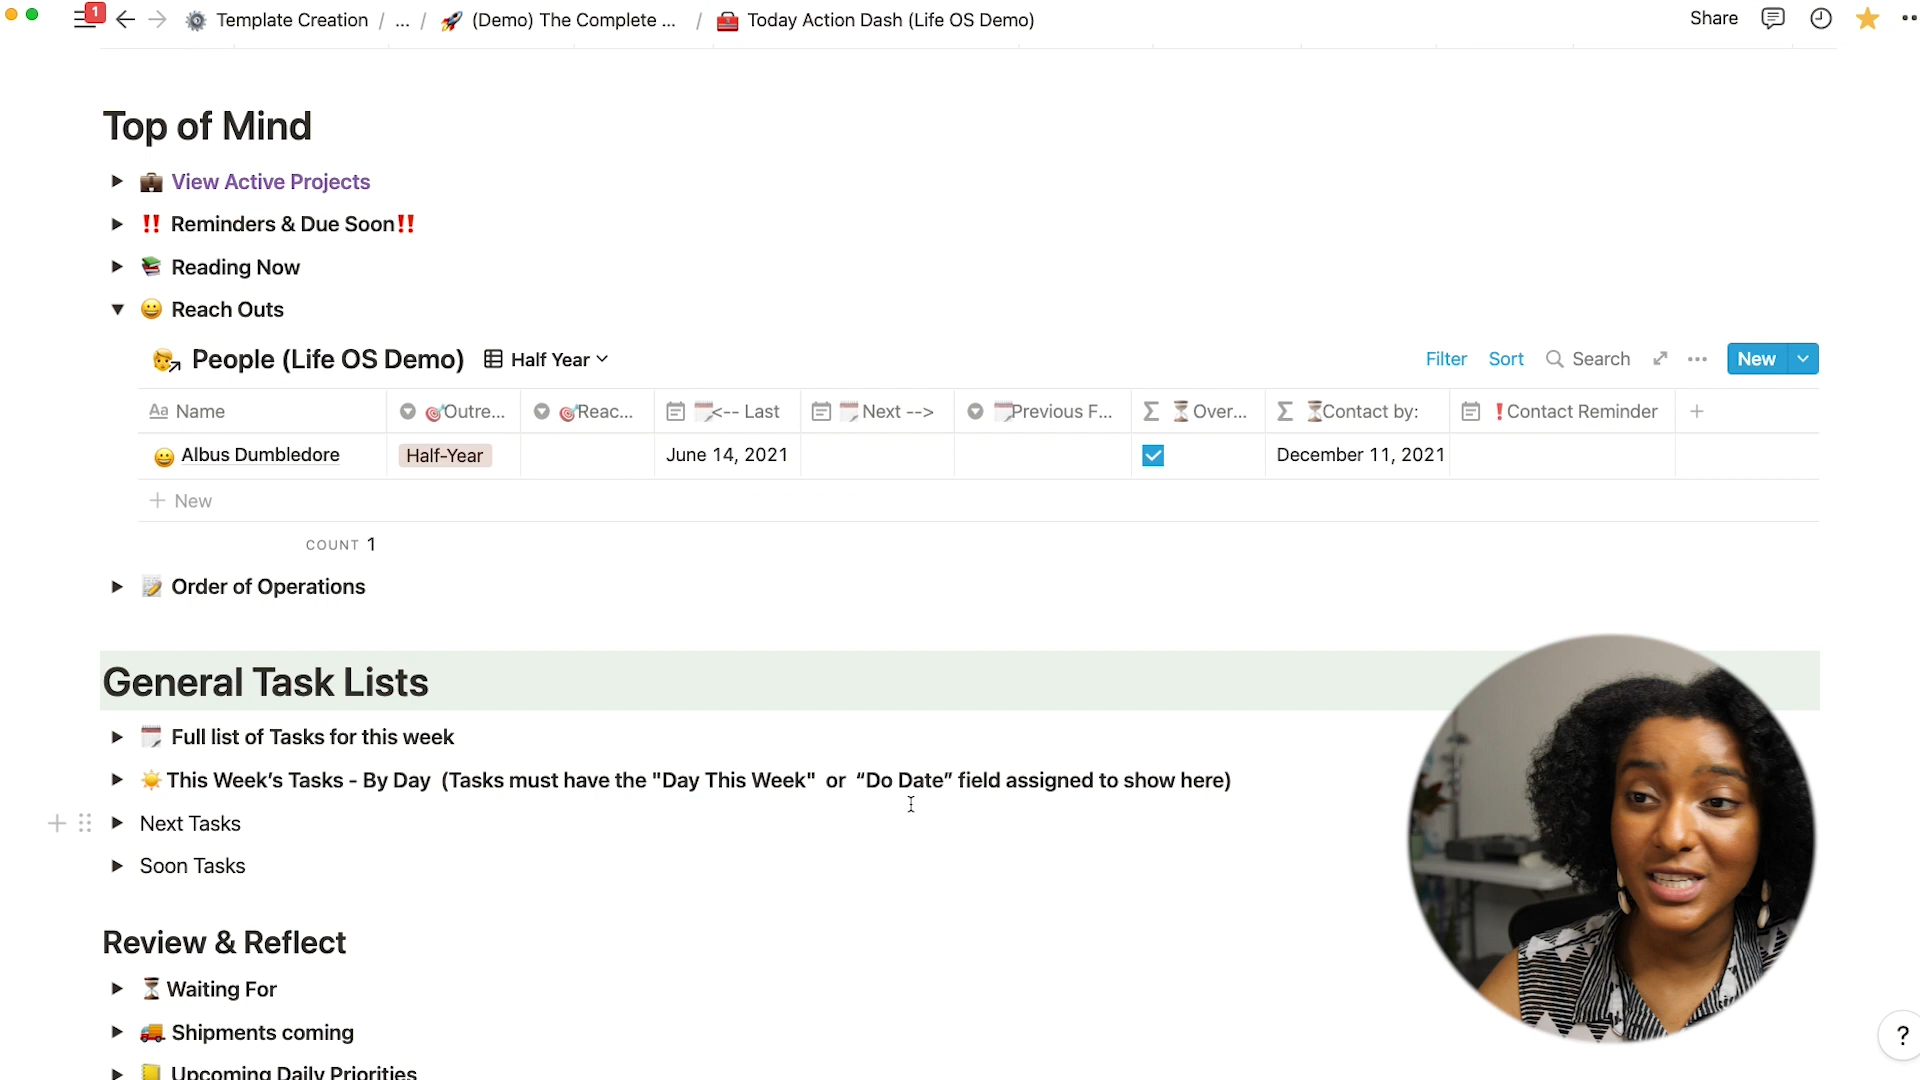 1
Template Creation / ... / (Demo) The Complete ... / Today Action Dash (Life OS Demo)
Share
Top of Mind
View Active Projects
‼️ Reminders & Due Soon‼️
Reading Now
Reach Outs
People (Life OS Demo) Half Year
Filter Sort Search ... New
Aa Name Outre... Reac... <-- Last Next --> Previous F... Σ Over... Σ Contact by: ❗Contact Reminder +
Albus Dumbledore Half-Year June 14, 2021 December 11, 2021
+ New
COUNT 1
Order of Operations
General Task Lists
Full list of Tasks for this week
This Week's Tasks - By Day (Tasks must have the "Day This Week" or “Do Date” field assigned to show here)
Next Tasks
Soon Tasks
Review & Reflect
Waiting For
Shipments coming
Upcoming Daily Priorities
?